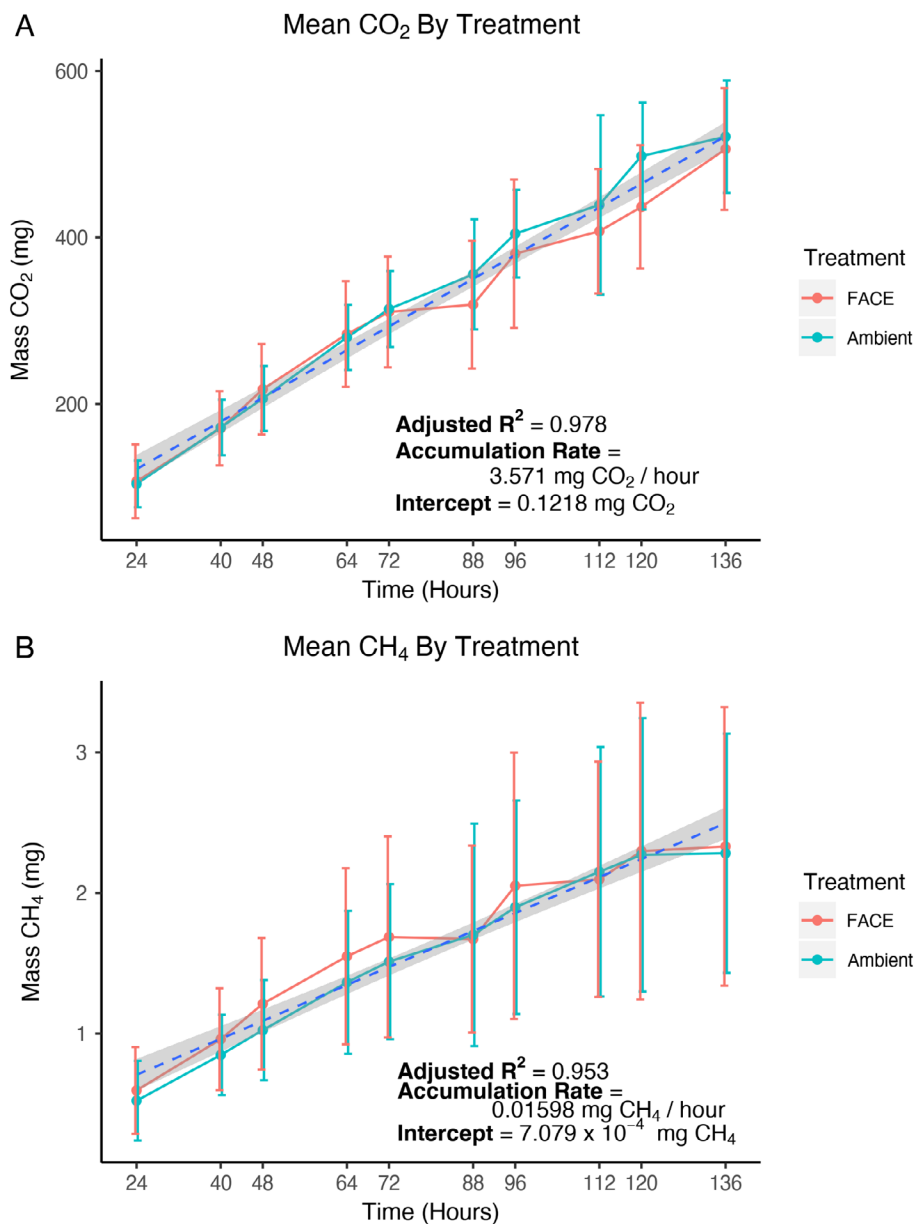 A
Mean CO₂ By Treatment
600
400
200
Mass CO₂ (mg)
Adjusted R² = 0.978
Accumulation Rate =
3.571 mg CO₂ / hour
Intercept = 0.1218 mg CO₂
24 40 48 64 72 88 96 112 120 136
Time (Hours)
Treatment
FACE
Ambient
B
Mean CH₄ By Treatment
3
2
1
Mass CH₄ (mg)
Adjusted R² = 0.953
Accumulation Rate =
0.01598 mg CH₄ / hour
Intercept = 7.079 x 10⁻⁴ mg CH₄
24 40 48 64 72 88 96 112 120 136
Time (Hours)
Treatment
FACE
Ambient